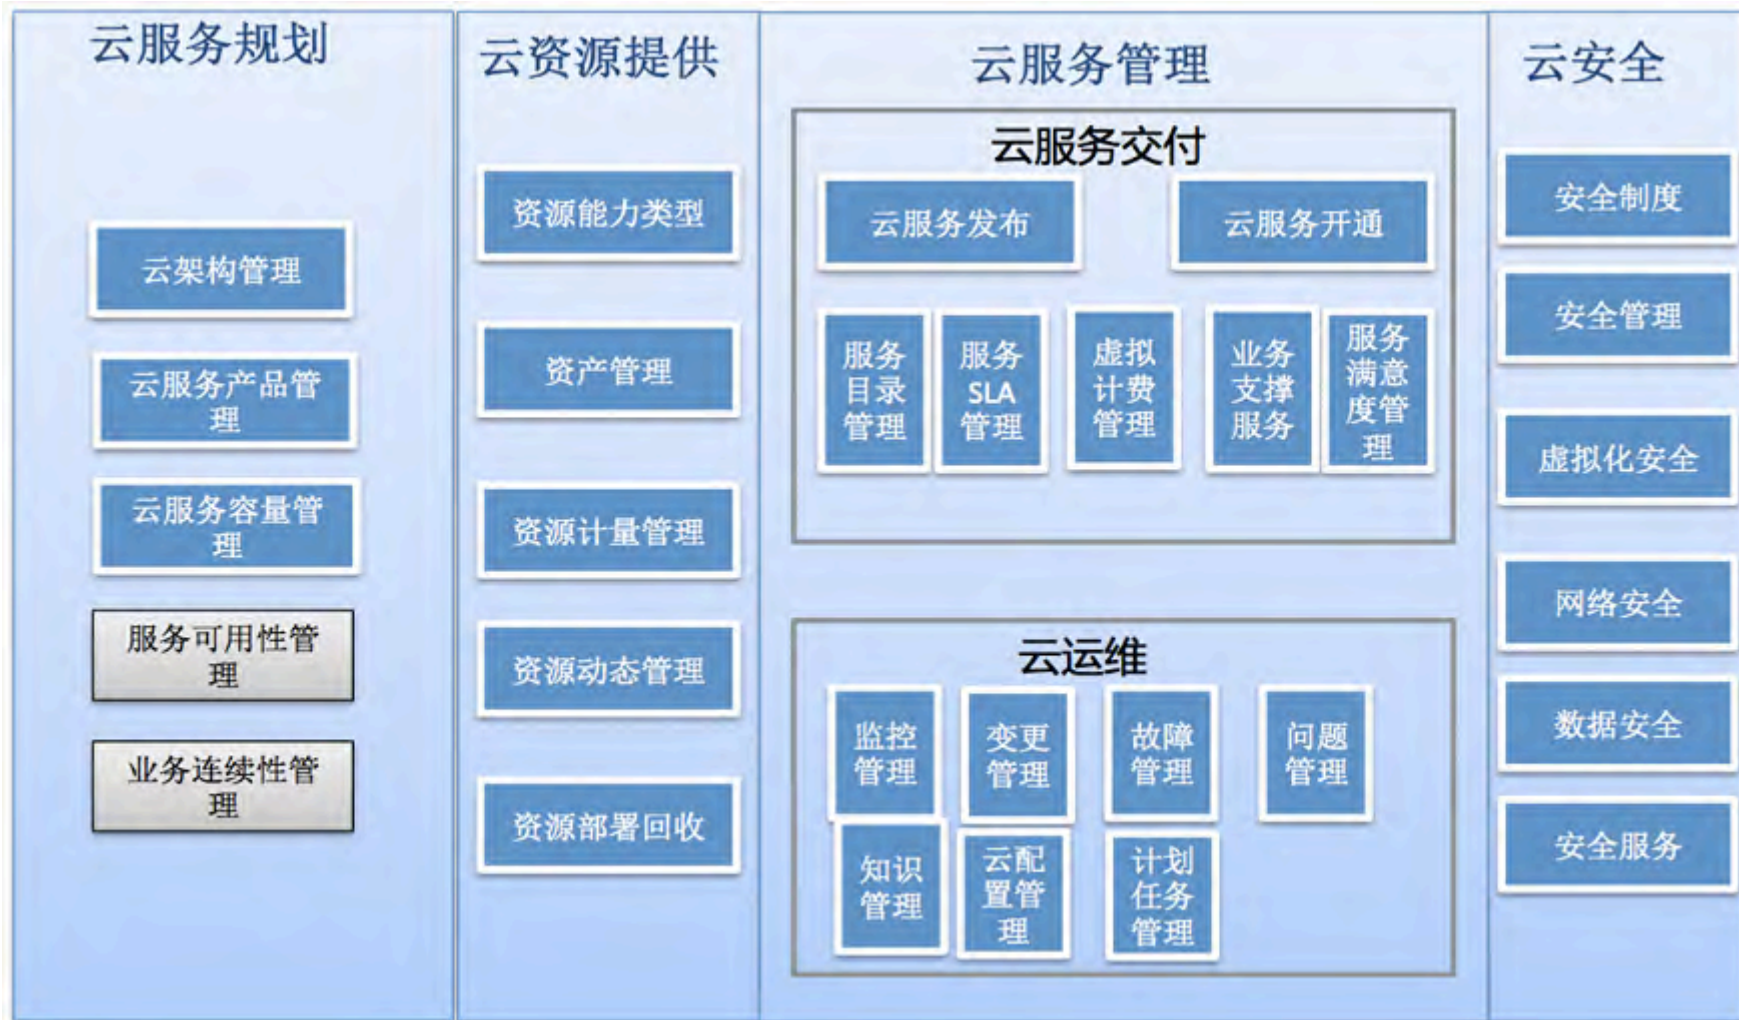 云服务规划
云架构管理
云服务产品管
理
云服务容量管
理
服务可用性管
理
业务连续性管
理
云资源提供
资源能力类型
资产管理
资源计量管理
资源动态管理
资源部署回收
云服务管理
云服务交付
云服务发布
云服务开通
服务
目录
管理
服务
SLA
管理
虚拟
计费
管理
业务
支撑
服务
服务
满意
度管
理
云运维
监控
管理
变更
管理
故障
管理
问题
管理
知识
管理
云配
置管
理
计划
任务
管理
云安全
安全制度
安全管理
虚拟化安全
网络安全
数据安全
安全服务